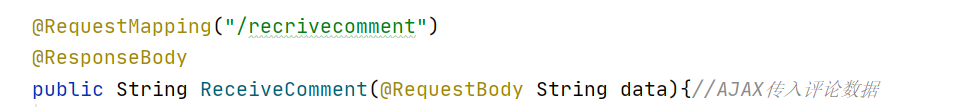 @RequestMapping("/recrivecomment")
@ResponseBody
public String ReceiveComment(@RequestBody String data){//AJAX传入评论数据